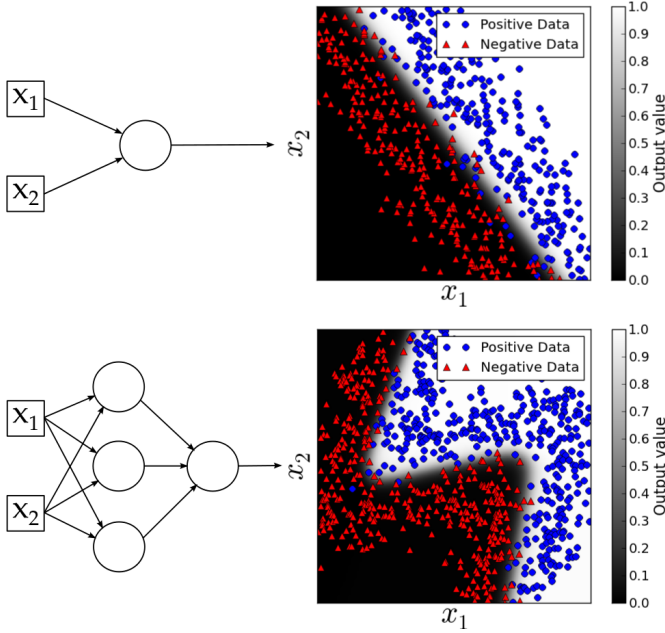 x1
x2
x2
x1
Positive Data
Negative Data
1.0
0.9
0.8
0.7
0.6
0.5
0.4
0.3
0.2
0.1
0.0
Output value
x1
x2
x2
x1
Positive Data
Negative Data
1.0
0.9
0.8
0.7
0.6
0.5
0.4
0.3
0.2
0.1
0.0
Output value